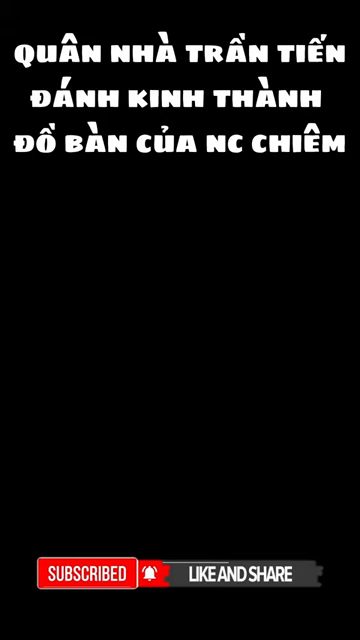 QUÂN NHÀ TRẦN TIẾN
ĐÁNH KINH THÀNH
ĐỒ BÀN CỦA NC CHIÊM
SUBSCRIBED LIKE AND SHARE